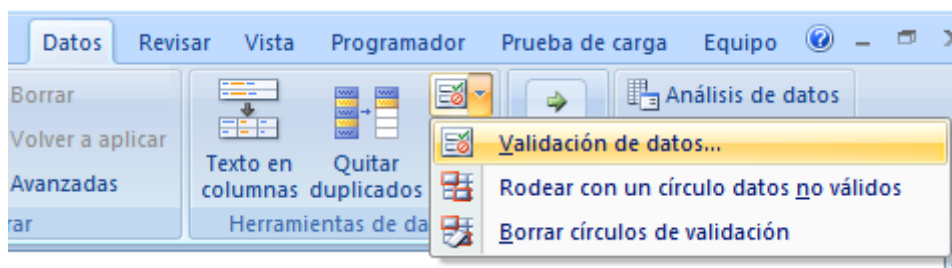 Datos Revisar Vista Programador Prueba de carga Equipo
Borrar
Volver a aplicar
Avanzadas
Texto en
columnas
Quitar
duplicados
Análisis de datos
Validación de datos...
Rodear con un círculo datos no válidos
Borrar círculos de validación
Herramientas de da